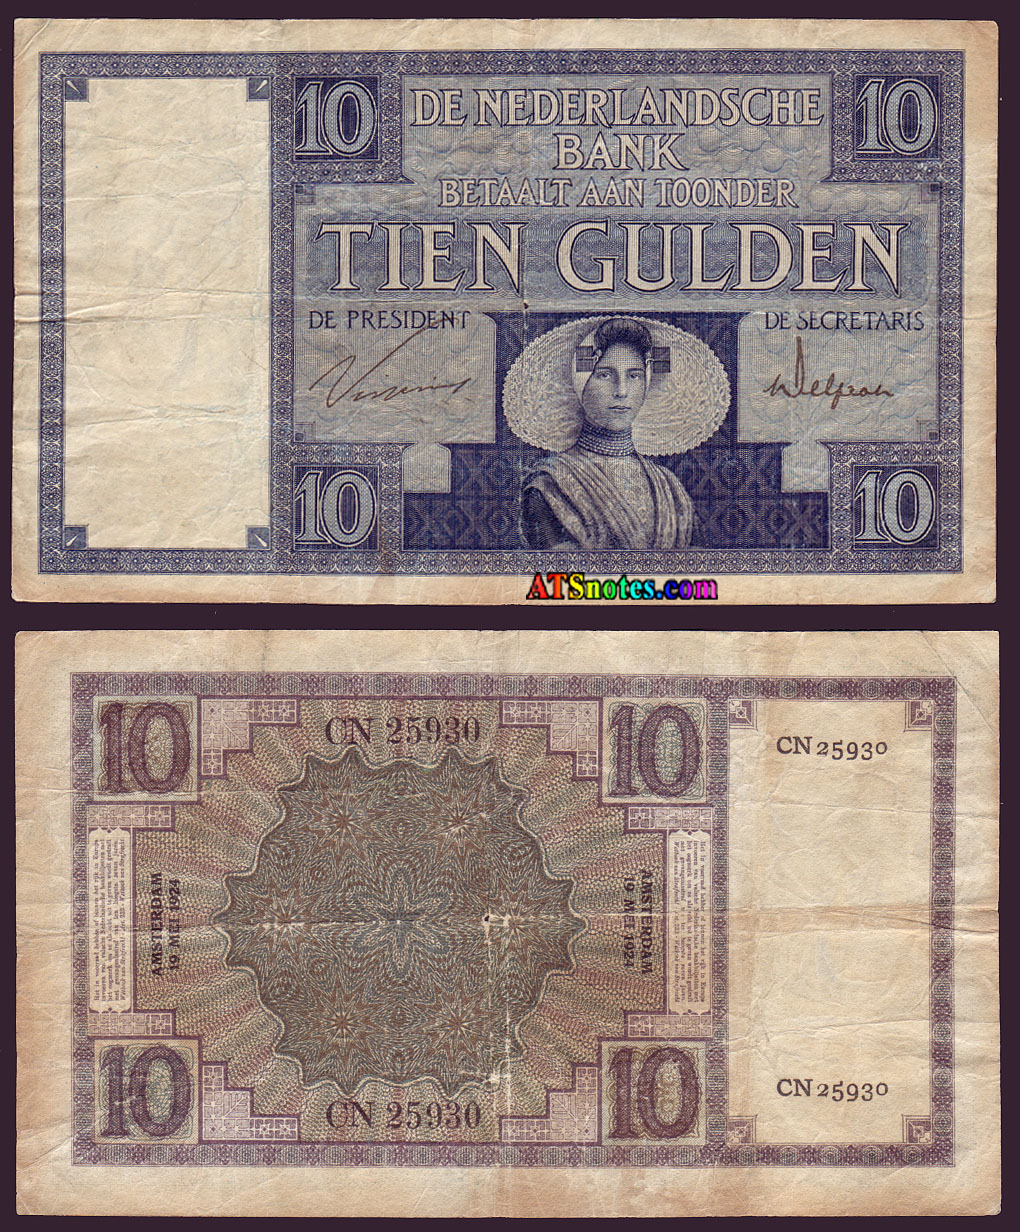 10
10
DE NEDERLANDSCHE
BANK
BETAALT AAN TOONDER
TIEN GULDEN
DE PRESIDENT
DE SECRETARIS
10
10
ATSnotes.com
10
CN 25930
10
CN 25930
AMSTERDAM
19 MEI 1924
AMSTERDAM
19 MEI 1924
10
CN 25930
10
CN 25930